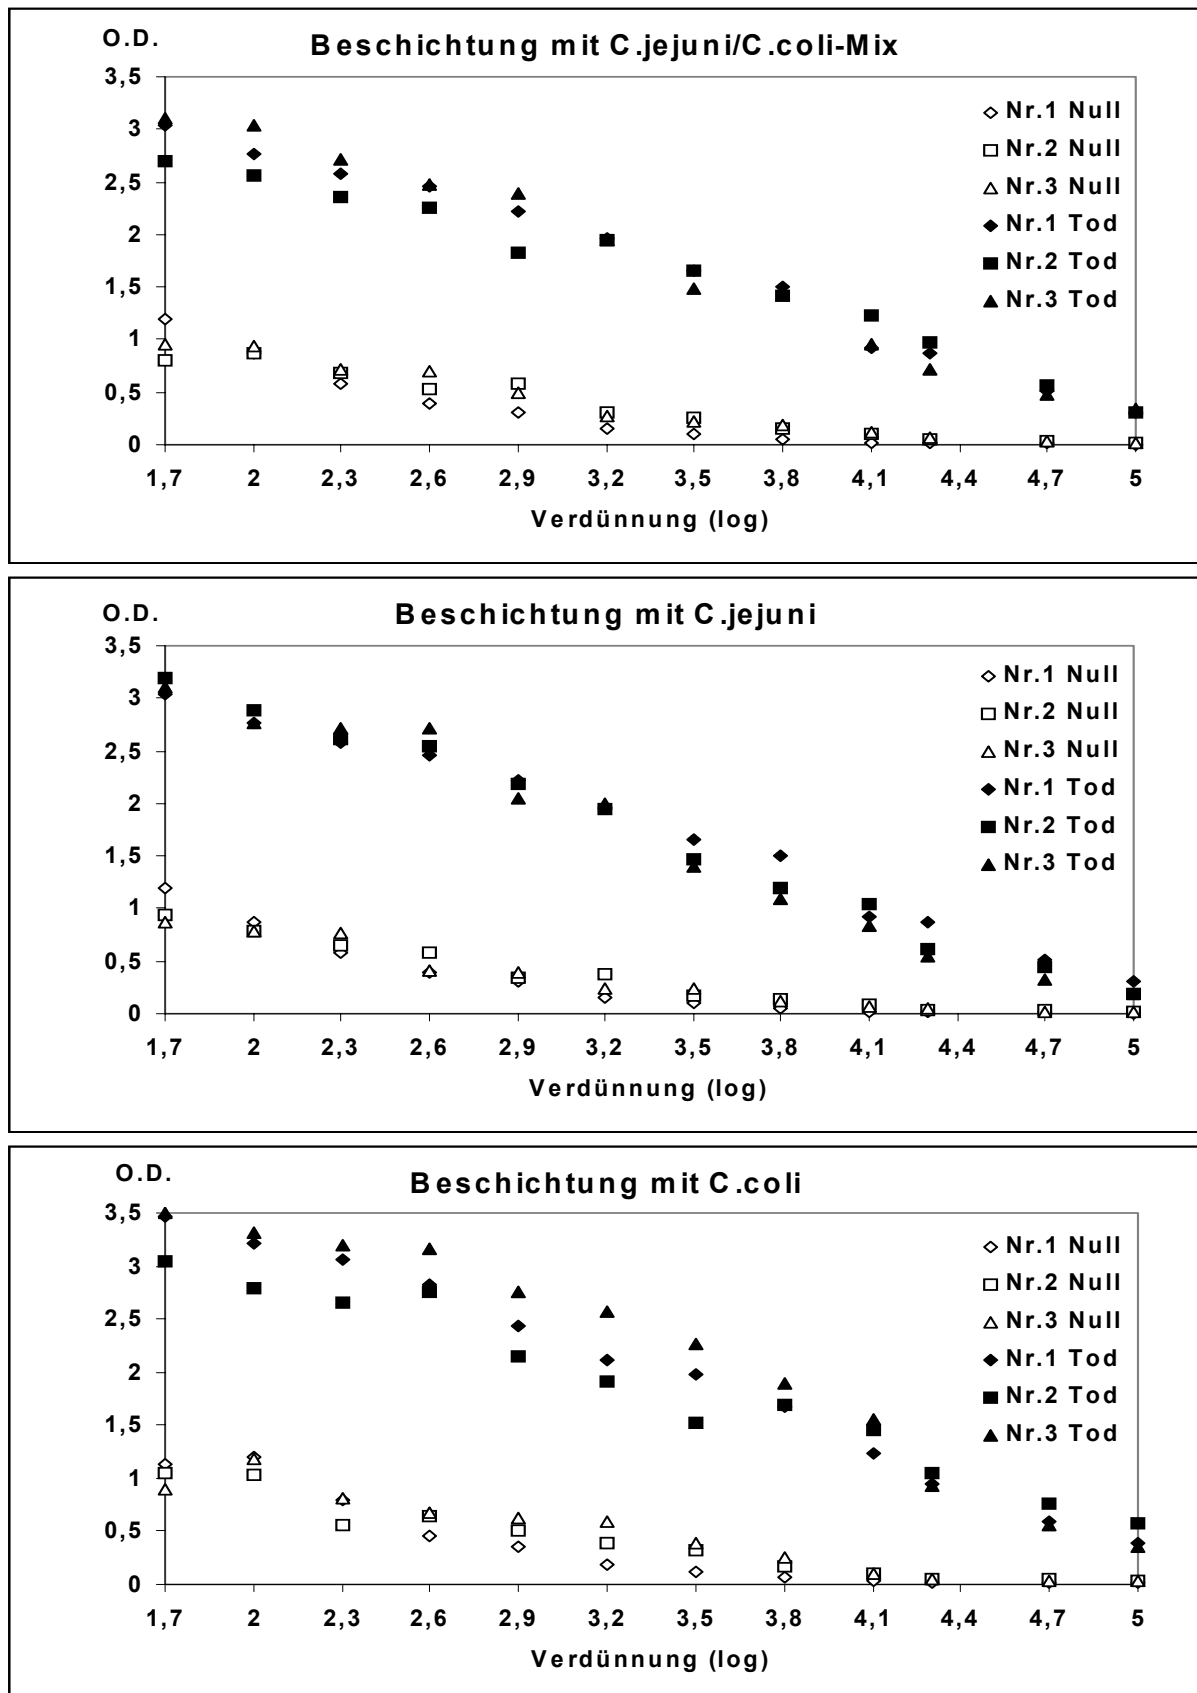 O.D.
Beschichtung mit C.jejuni/C.coli-Mix
3,5
3
2,5
2
1,5
1
0,5
0
Nr.1 Null
Nr.2 Null
Nr.3 Null
Nr.1 Tod
Nr.2 Tod
Nr.3 Tod
1,7 2 2,3 2,6 2,9 3,2 3,5 3,8 4,1 4,4 4,7 5
Verdünnung (log)
O.D.
Beschichtung mit C.jejuni
3,5
3
2,5
2
1,5
1
0,5
0
Nr.1 Null
Nr.2 Null
Nr.3 Null
Nr.1 Tod
Nr.2 Tod
Nr.3 Tod
1,7 2 2,3 2,6 2,9 3,2 3,5 3,8 4,1 4,4 4,7 5
Verdünnung (log)
O.D.
Beschichtung mit C.coli
3,5
3
2,5
2
1,5
1
0,5
0
Nr.1 Null
Nr.2 Null
Nr.3 Null
Nr.1 Tod
Nr.2 Tod
Nr.3 Tod
1,7 2 2,3 2,6 2,9 3,2 3,5 3,8 4,1 4,4 4,7 5
Verdünnung (log)